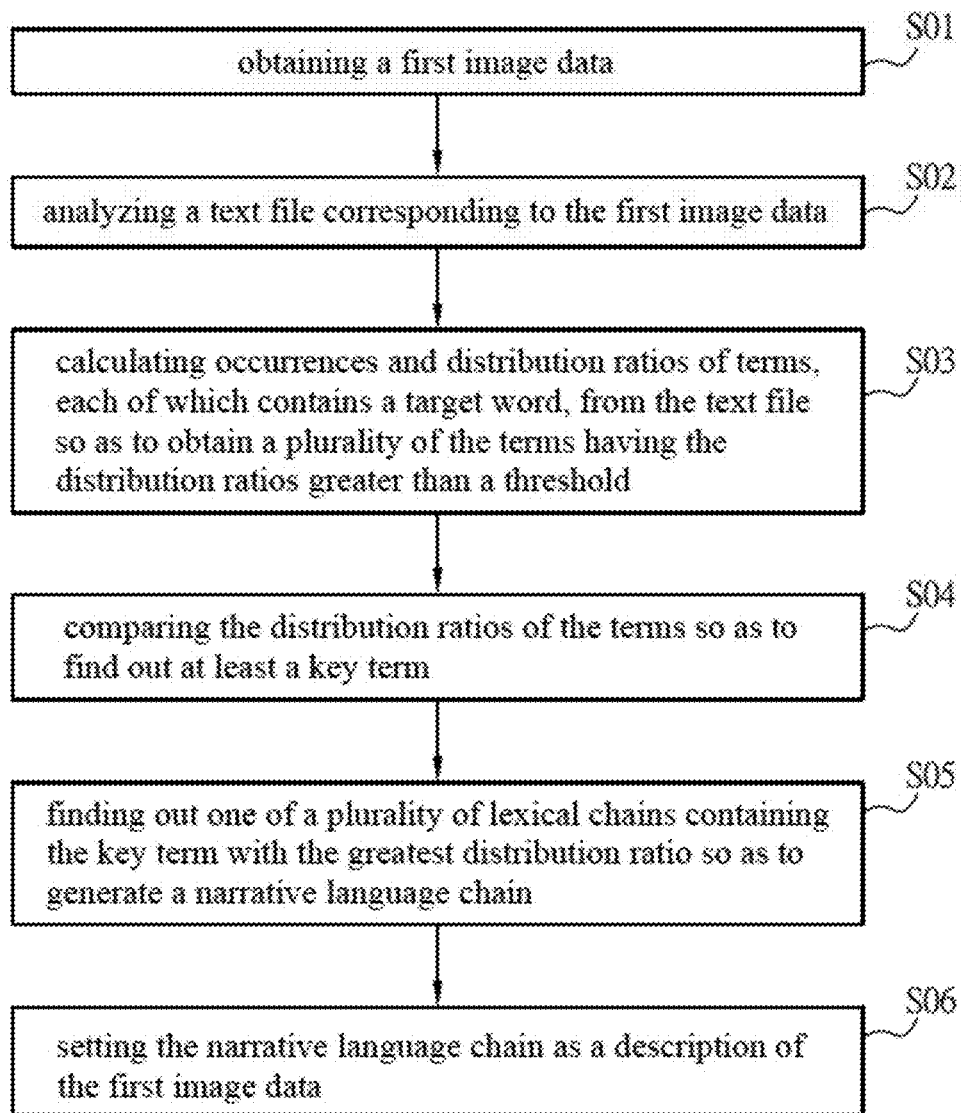 S01
obtaining a first image data
S02
analyzing a text file corresponding to the first image data
S03
calculating occurrences and distribution ratios of terms,
each of which contains a target word, from the text file
so as to obtain a plurality of the terms having the
distribution ratios greater than a threshold
S04
comparing the distribution ratios of the terms so as to
find out at least a key term
S05
finding out one of a plurality of lexical chains containing
the key term with the greatest distribution ratio so as to
generate a narrative language chain
S06
setting the narrative language chain as a description of
the first image data